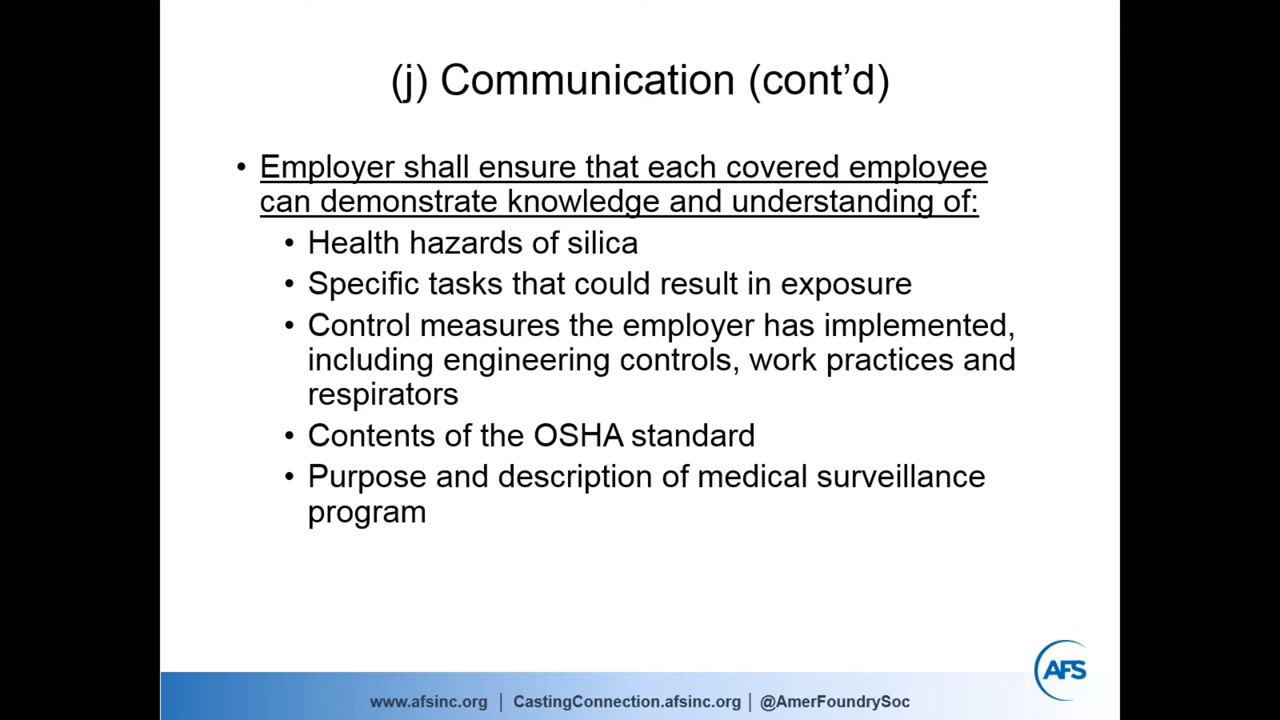 (j) Communication (cont’d)
• Employer shall ensure that each covered employee
can demonstrate knowledge and understanding of:
• Health hazards of silica
• Specific tasks that could result in exposure
• Control measures the employer has implemented,
including engineering controls, work practices and
respirators
• Contents of the OSHA standard
• Purpose and description of medical surveillance
program
AFS
www.afsinc.org | CastingConnection.afsinc.org | @AmerFoundrySoc